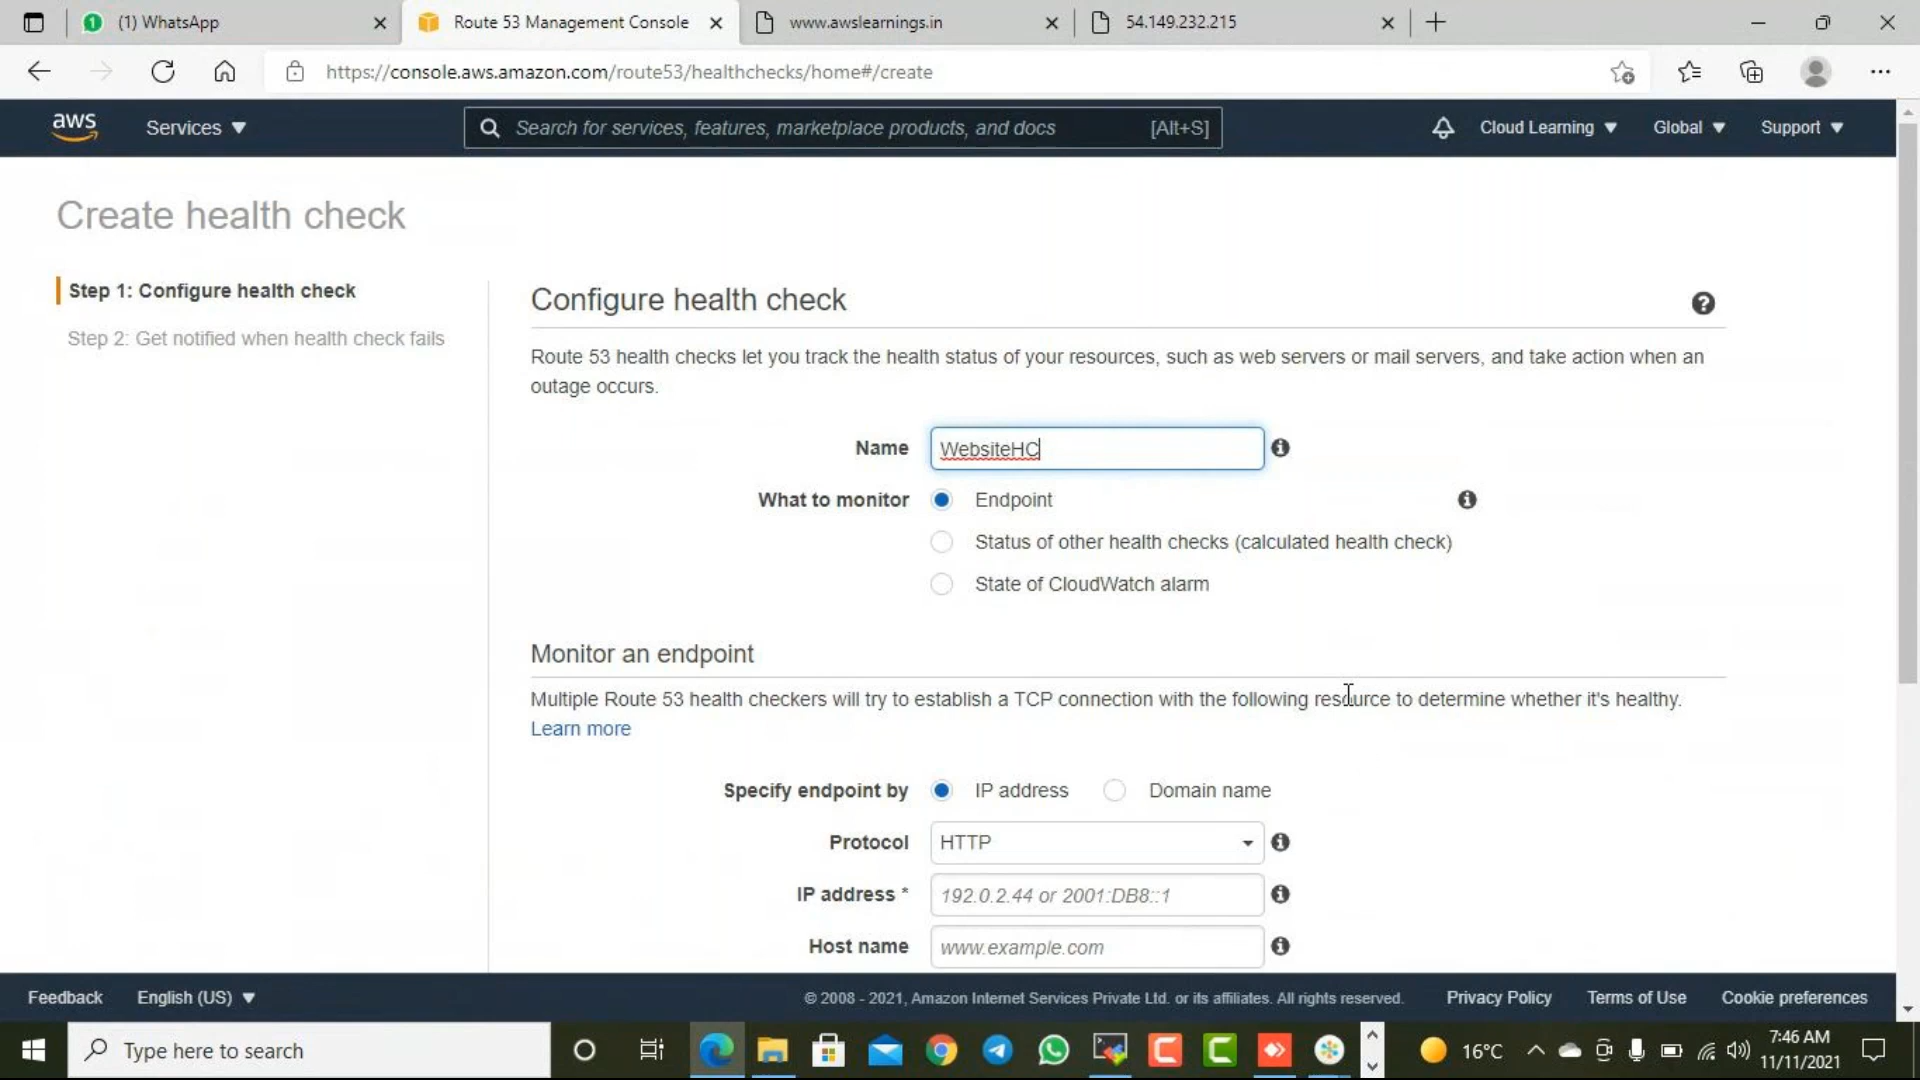 (1) WhatsApp
Route 53 Management Console
www.awslearnings.in
54.149.232.215
https://console.aws.amazon.com/route53/healthchecks/home#/create
aws
Services
Search for services, features, marketplace products, and docs
[Alt+S]
Cloud Learning
Global
Support
Create health check
Step 1: Configure health check
Step 2: Get notified when health check fails
Configure health check
Route 53 health checks let you track the health status of your resources, such as web servers or mail servers, and take action when an
outage occurs.
Name
WebsiteHC
What to monitor
Endpoint
Status of other health checks (calculated health check)
State of CloudWatch alarm
Monitor an endpoint
Multiple Route 53 health checkers will try to establish a TCP connection with the following resource to determine whether it's healthy.
Learn more
Specify endpoint by
IP address
Domain name
Protocol
HTTP
IP address *
192.0.2.44 or 2001:DB8::1
Host name
www.example.com
Feedback
English (US)
© 2008 - 2021, Amazon Internet Services Private Ltd. or its affiliates. All rights reserved.
Privacy Policy
Terms of Use
Cookie preferences
Type here to search
16°C
7:46 AM
11/11/2021